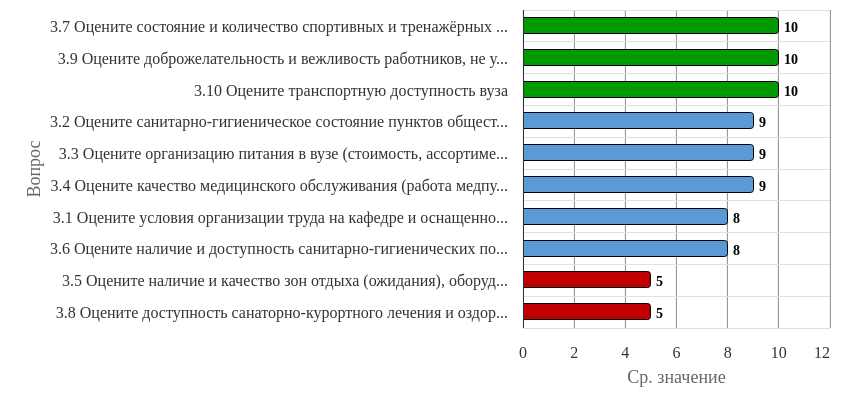 3.7 Оцените состояние и количество спортивных и тренажёрных ... 10
3.9 Оцените доброжелательность и вежливость работников, не у... 10
3.10 Оцените транспортную доступность вуза 10
3.2 Оцените санитарно-гигиеническое состояние пунктов общест... 9
3.3 Оцените организацию питания в вузе (стоимость, ассортиме... 9
3.4 Оцените качество медицинского обслуживания (работа медпу... 9
3.1 Оцените условия организации труда на кафедре и оснащенно... 8
3.6 Оцените наличие и доступность санитарно-гигиенических по... 8
3.5 Оцените наличие и качество зон отдыха (ожидания), оборуд... 5
3.8 Оцените доступность санаторно-курортного лечения и оздор... 5
Вопрос
0 2 4 6 8 10 12
Ср. значение